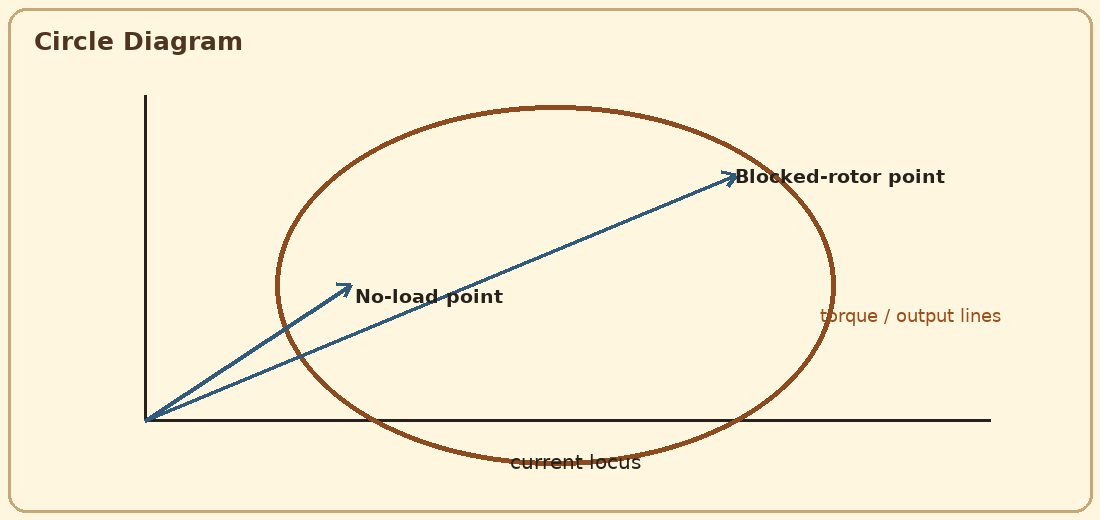 Circle Diagram
Blocked-rotor point
No-load point
torque / output lines
current locus